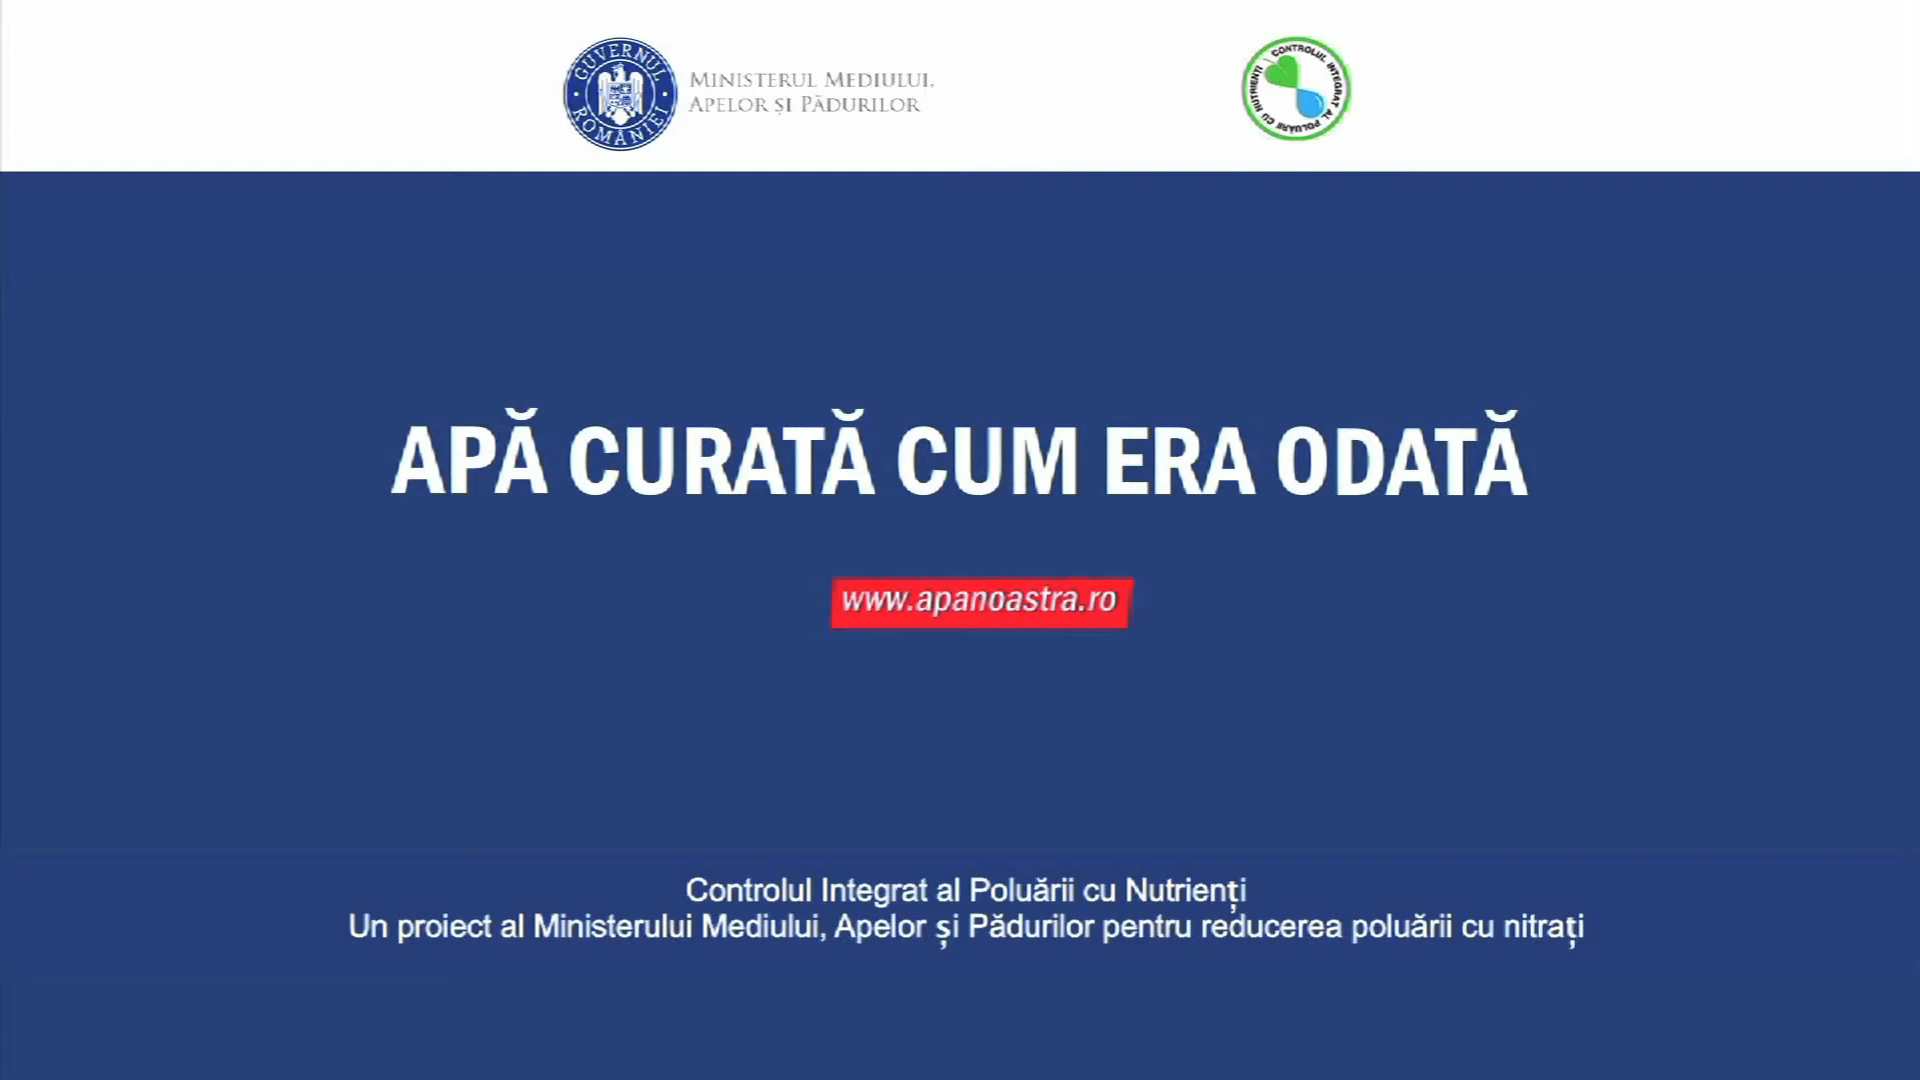 GUVERNUL ROMÂNIEI
MINISTERUL MEDIULUI,
APELOR ȘI PĂDURILOR
CONTROLUL INTEGRAT AL POLUĂRII CU NUTRIENȚI
APĂ CURATĂ CUM ERA ODATĂ
www.apanoastra.ro
Controlul Integrat al Poluării cu Nutrienți
Un proiect al Ministerului Mediului, Apelor și Pădurilor pentru reducerea poluării cu nitrați